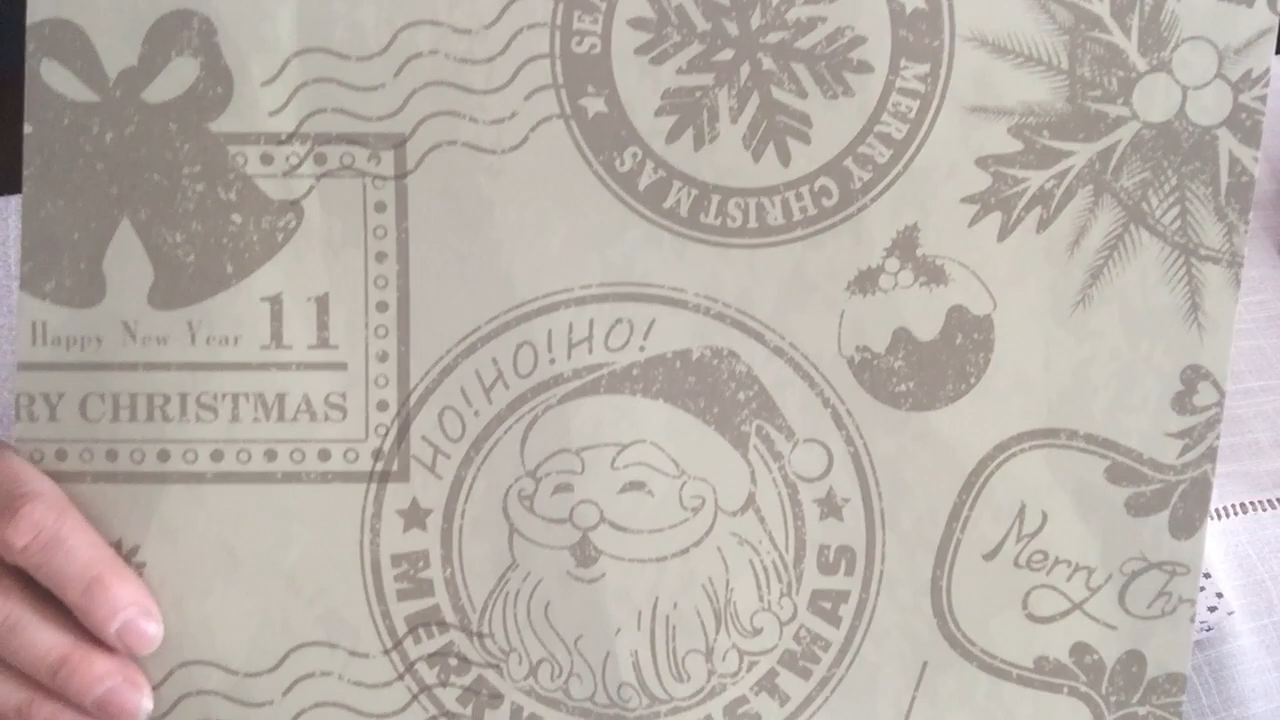 MERRY CHRISTMAS
Happy New Year 11
RY CHRISTMAS
HO!HO!HO!
MERRY CHRISTMAS
Merry Chr